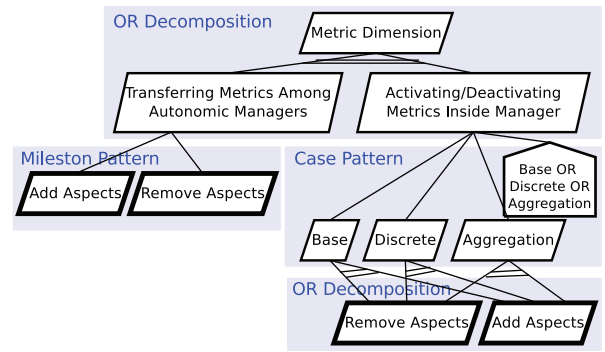 OR Decomposition
Metric Dimension
Transferring Metrics Among
Autonomic Managers
Activating/Deactivating
Metrics Inside Manager
Mileston Pattern
Add Aspects
Remove Aspects
Case Pattern
Base OR
Discrete OR
Aggregation
Base
Discrete
Aggregation
OR Decomposition
Remove Aspects
Add Aspects